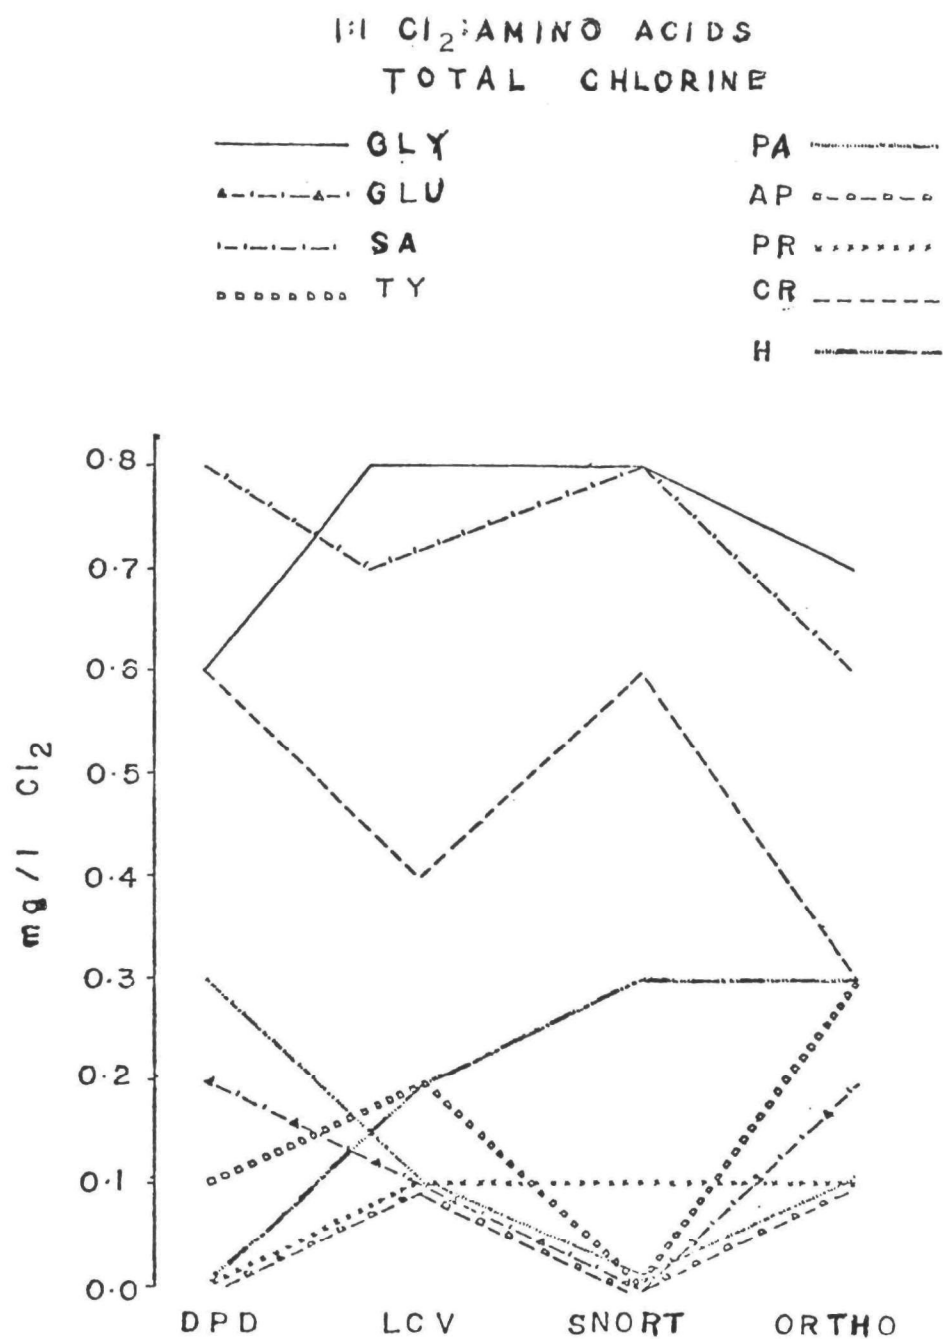 1:1 Cl₂:AMINO ACIDS
TOTAL CHLORINE
GLY
GLU
SA
TY
PA
AP
PR
CR
H
mg/l Cl₂
0.8
0.7
0.6
0.5
0.4
0.3
0.2
0.1
0.0
DPD LCV SNORT ORTHO